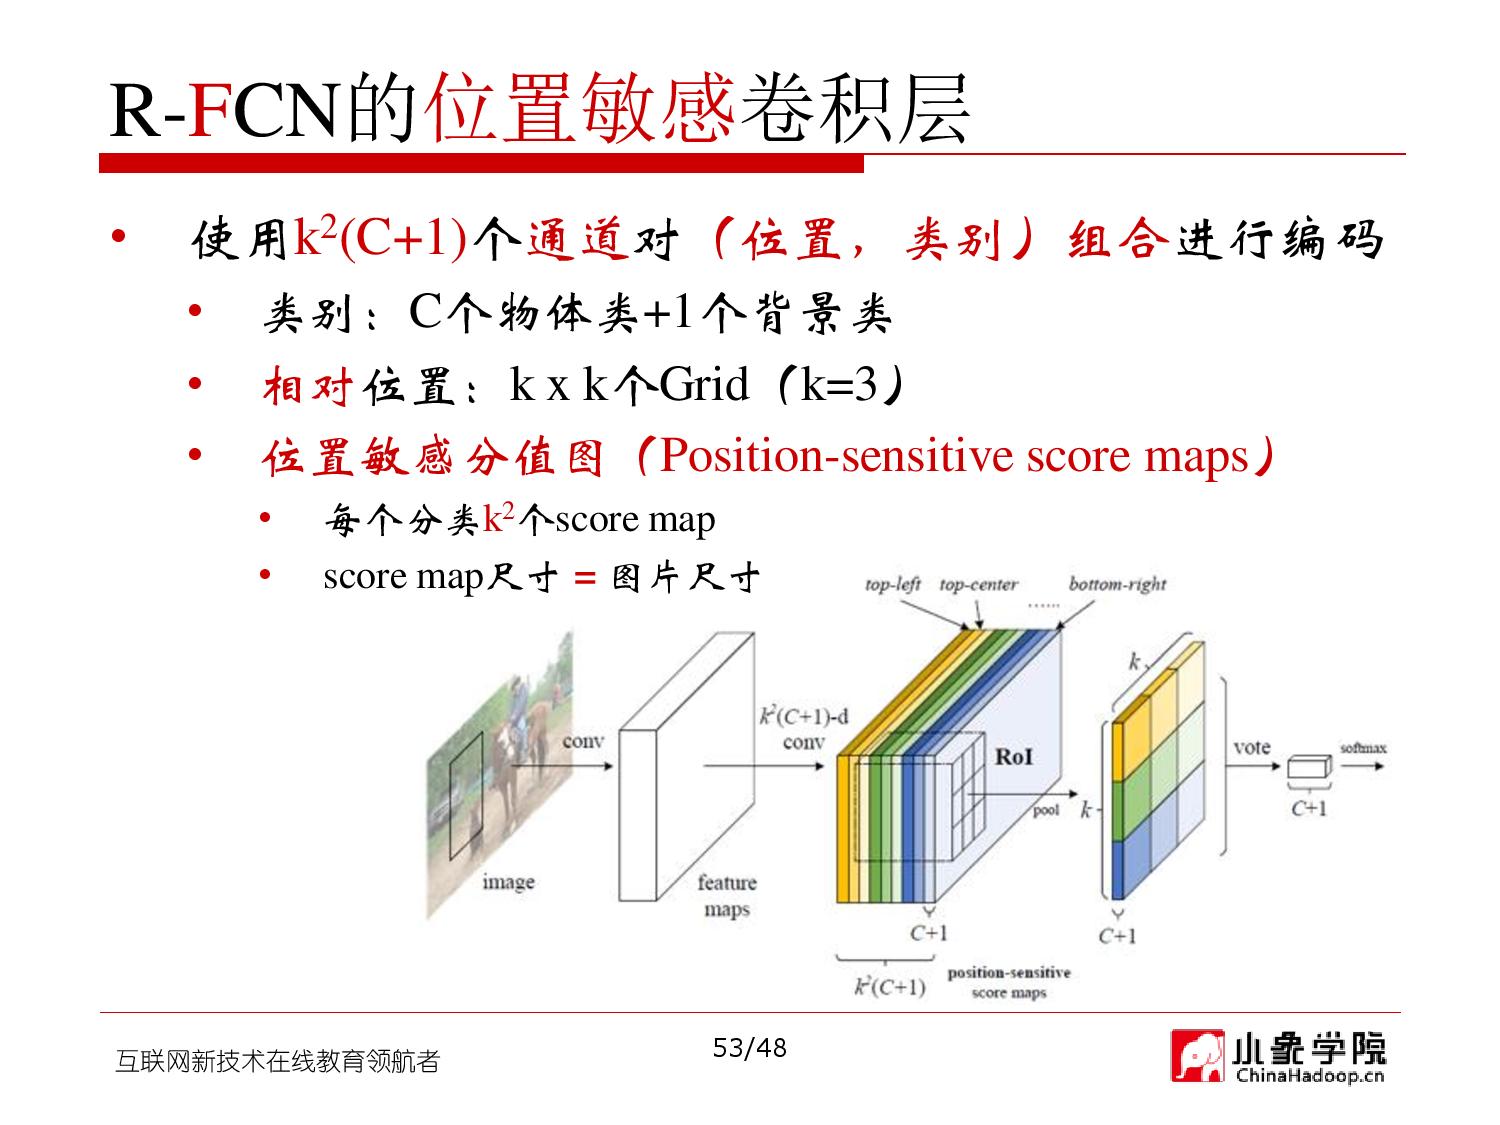 R-FCN的位置敏感卷积层
• 使用k²(C+1)个通道对（位置，类别）组合进行编码
• 类别：C个物体类+1个背景类
• 相对位置：k x k个Grid（k=3）
• 位置敏感分值图（Position-sensitive score maps）
• 每个分类k²个score map
• score map尺寸 = 图片尺寸
top-left top-center ...... bottom-right
image
conv
feature
maps
k²(C+1)-d
conv
RoI
pool
C+1
k²(C+1)
position-sensitive
score maps
k
k
C+1
vote
C+1
softmax
互联网新技术在线教育领航者
53/48
小象学院
ChinaHadoop.cn